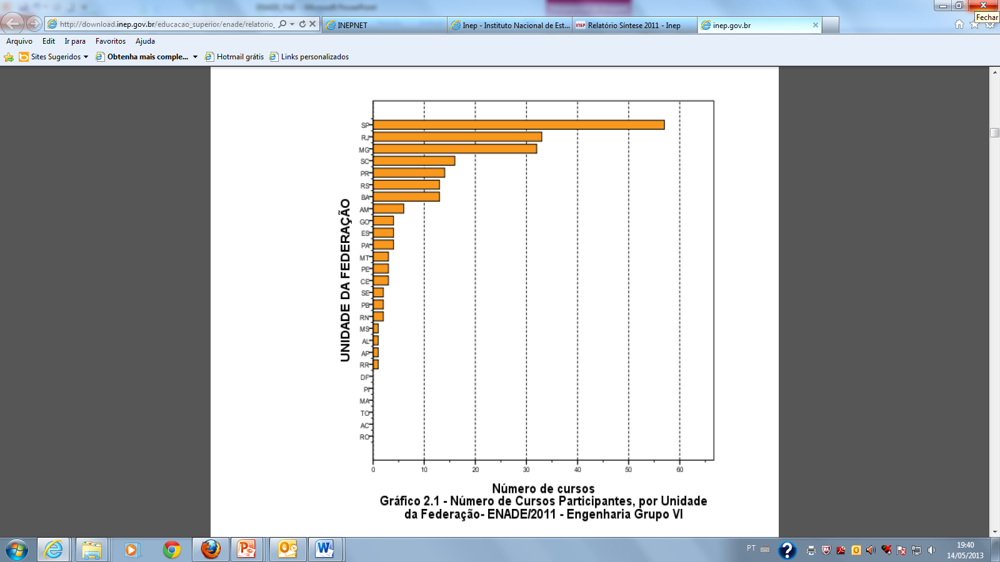 Fechar
http://download.inep.gov.br/educacao_superior/enade/relatorio_
INEPNET
Inep - Instituto Nacional de Est...
INEP
Relatório Síntese 2011 - Inep
inep.gov.br
Arquivo Edit Ir para Favoritos Ajuda
Sites Sugeridos
Obtenha mais comple...
Hotmail grátis
Links personalizados
UNIDADE DA FEDERAÇÃO
SP
RJ
MG
SC
PR
RS
BA
AM
GO
ES
PA
MT
PE
CE
SE
PB
RN
MS
AL
AP
RR
DF
PI
MA
TO
AC
RO
0 10 20 30 40 50 60
Número de cursos
Gráfico 2.1 - Número de Cursos Participantes, por Unidade
da Federação- ENADE/2011 - Engenharia Grupo VI
PT
19:40
14/05/2013